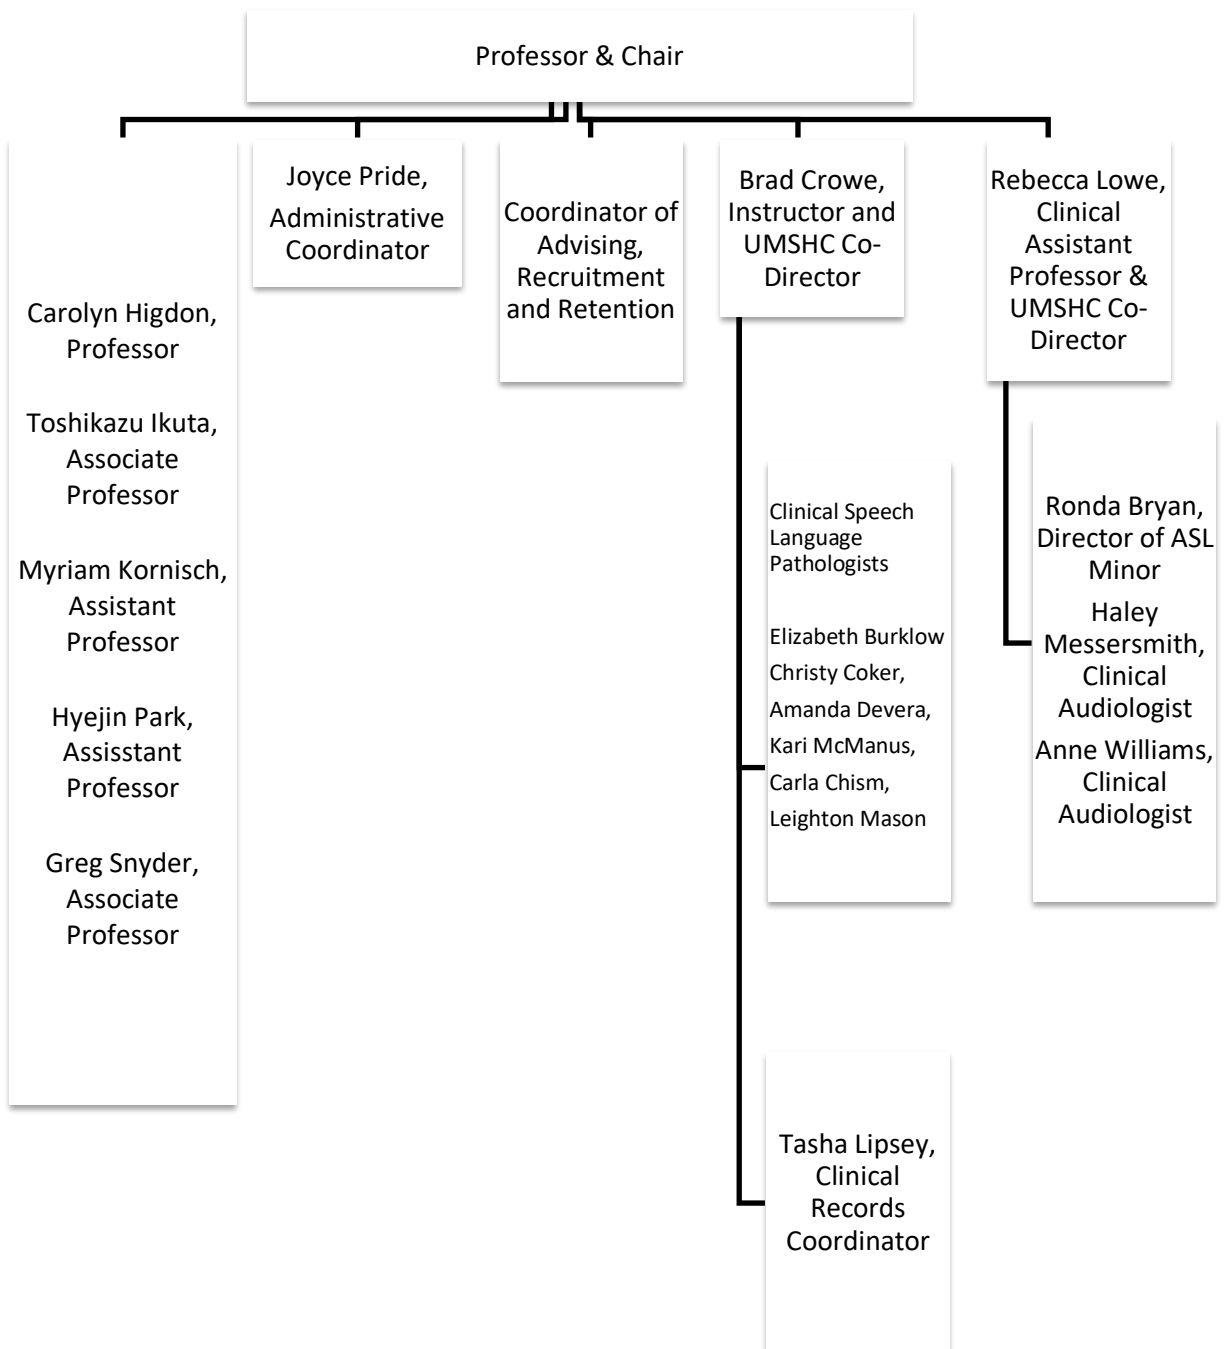 Professor & Chair
Carolyn Higdon,
Professor
Toshikazu Ikuta,
Associate
Professor
Myriam Kornisch,
Assistant
Professor
Hyejin Park,
Assisstant
Professor
Greg Snyder,
Associate
Professor
Joyce Pride,
Administrative
Coordinator
Coordinator of
Advising,
Recruitment
and Retention
Brad Crowe,
Instructor and
UMSHC Co-
Director
Clinical Speech
Language
Pathologists
Elizabeth Burklow
Christy Coker,
Amanda Devera,
Kari McManus,
Carla Chism,
Leighton Mason
Tasha Lipsey,
Clinical
Records
Coordinator
Rebecca Lowe,
Clinical
Assistant
Professor &
UMSHC Co-
Director
Ronda Bryan,
Director of ASL
Minor
Haley
Messersmith,
Clinical
Audiologist
Anne Williams,
Clinical
Audiologist